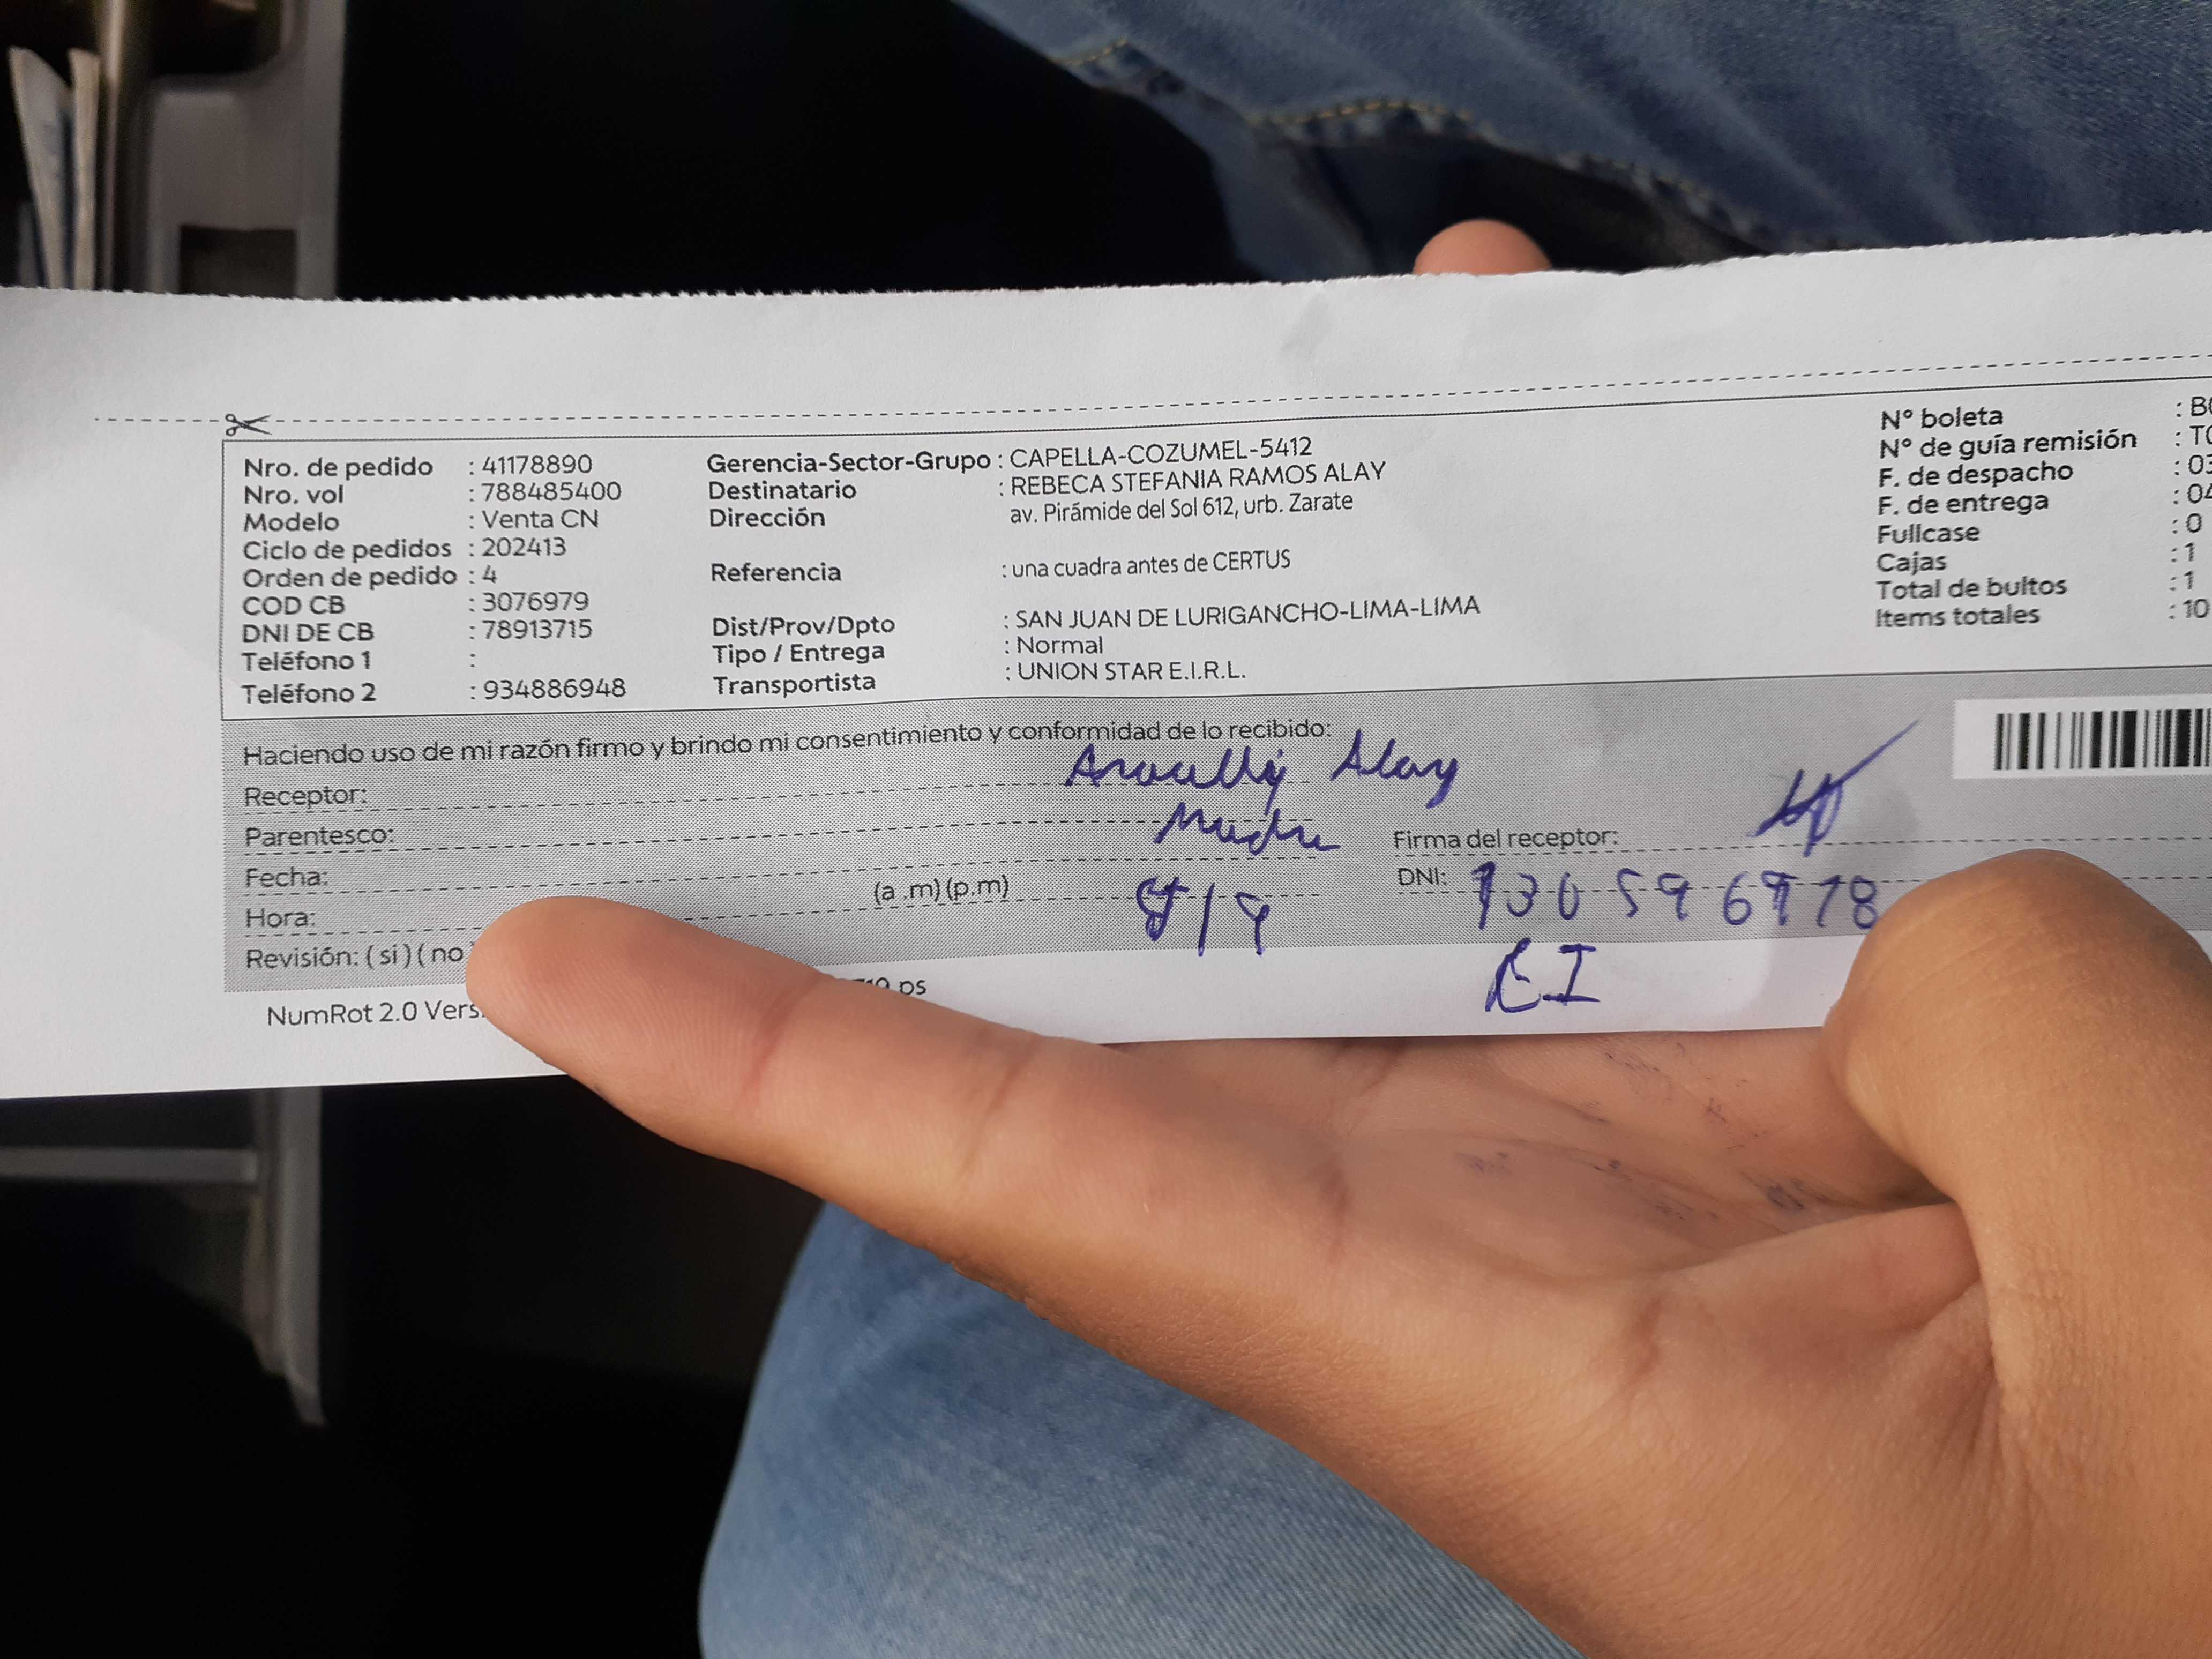 Nro. de pedido : 41178890
Nro. vol : 788485400
Modelo : Venta CN
Ciclo de pedidos : 202413
Orden de pedido : 4
COD CB : 3076979
DNI DE CB : 78913715
Teléfono 1 :
Teléfono 2 : 934886948
Gerencia-Sector-Grupo : CAPELLA-COZUMEL-5412
Destinatario : REBECA STEFANIA RAMOS ALAY
Dirección av. Pirámide del Sol 612, urb. Zarate
Referencia : una cuadra antes de CERTUS
Dist/Prov/Dpto : SAN JUAN DE LURIGANCHO-LIMA-LIMA
Tipo / Entrega : Normal
Transportista : UNION STAR E.I.R.L.
N° boleta : B
N° de guía remisión : T
F. de despacho : 03
F. de entrega : 04
Fullcase : 0
Cajas : 1
Total de bultos : 1
Items totales : 10
Haciendo uso de mi razón firmo y brindo mi consentimiento y conformidad de lo recibido:
Receptor: Alay
Parentesco: Madre
Fecha:
Hora: (a .m) (p.m)
Revisión: ( si ) ( no
Firma del receptor:
DNI:
NumRot 2.0 Vers
ps